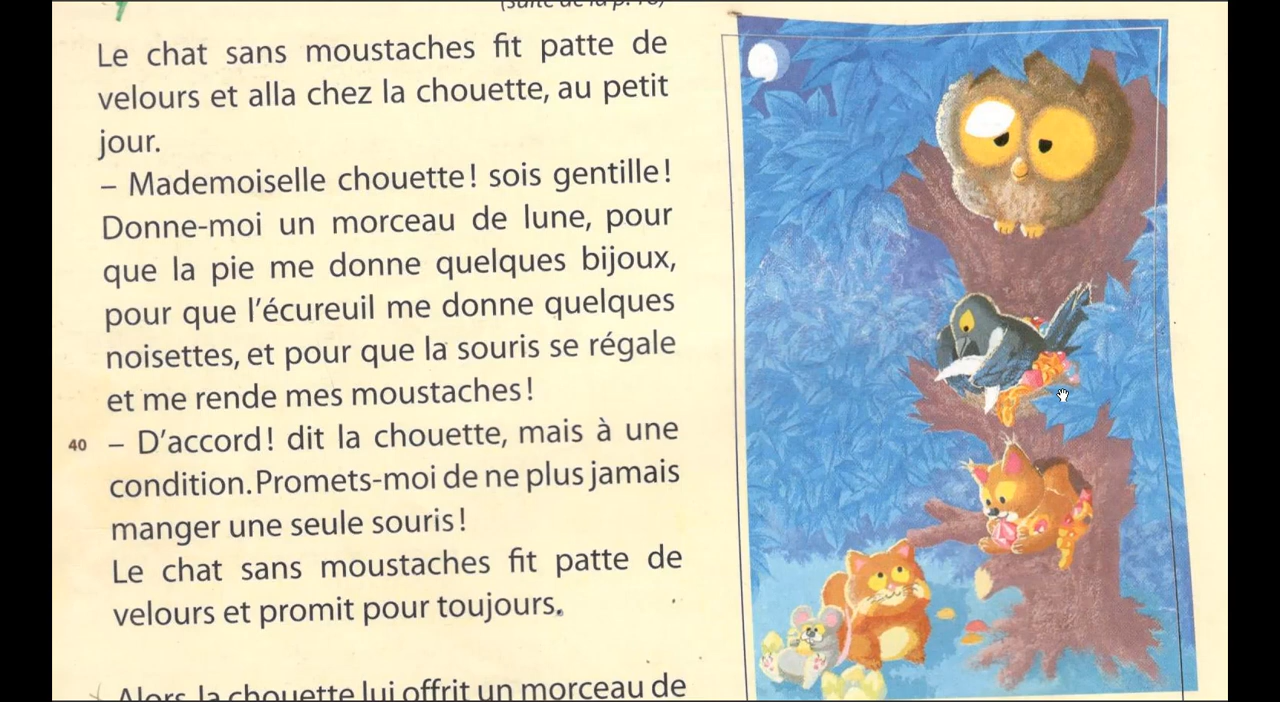 (suite de la p. 16)
Le chat sans moustaches fit patte de
velours et alla chez la chouette, au petit
jour.
– Mademoiselle chouette! sois gentille!
Donne-moi un morceau de lune, pour
que la pie me donne quelques bijoux,
pour que l'écureuil me donne quelques
noisettes, et pour que la souris se régale
et me rende mes moustaches!
40 – D'accord! dit la chouette, mais à une
condition. Promets-moi de ne plus jamais
manger une seule souris!
Le chat sans moustaches fit patte de
velours et promit pour toujours.
Alors, la chouette lui offrit un morceau de